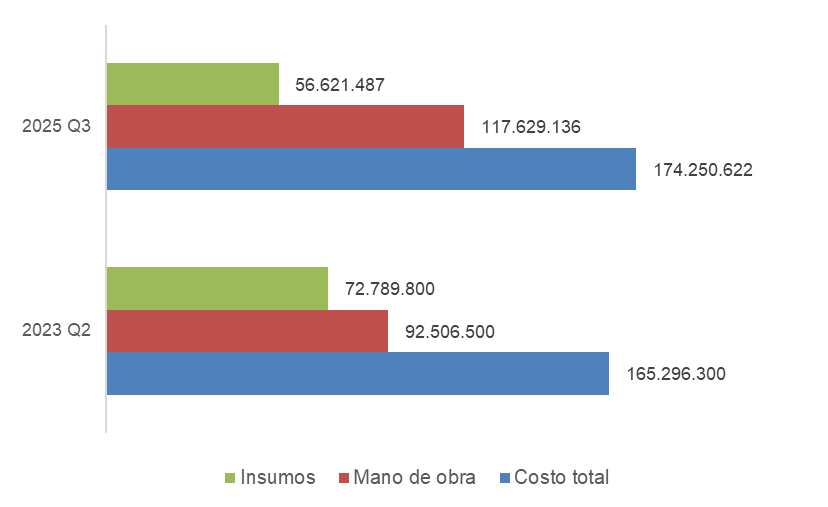 56.621.487
2025 Q3
117.629.136
174.250.622
72.789.800
2023 Q2
92.506.500
165.296.300
Insumos Mano de obra Costo total